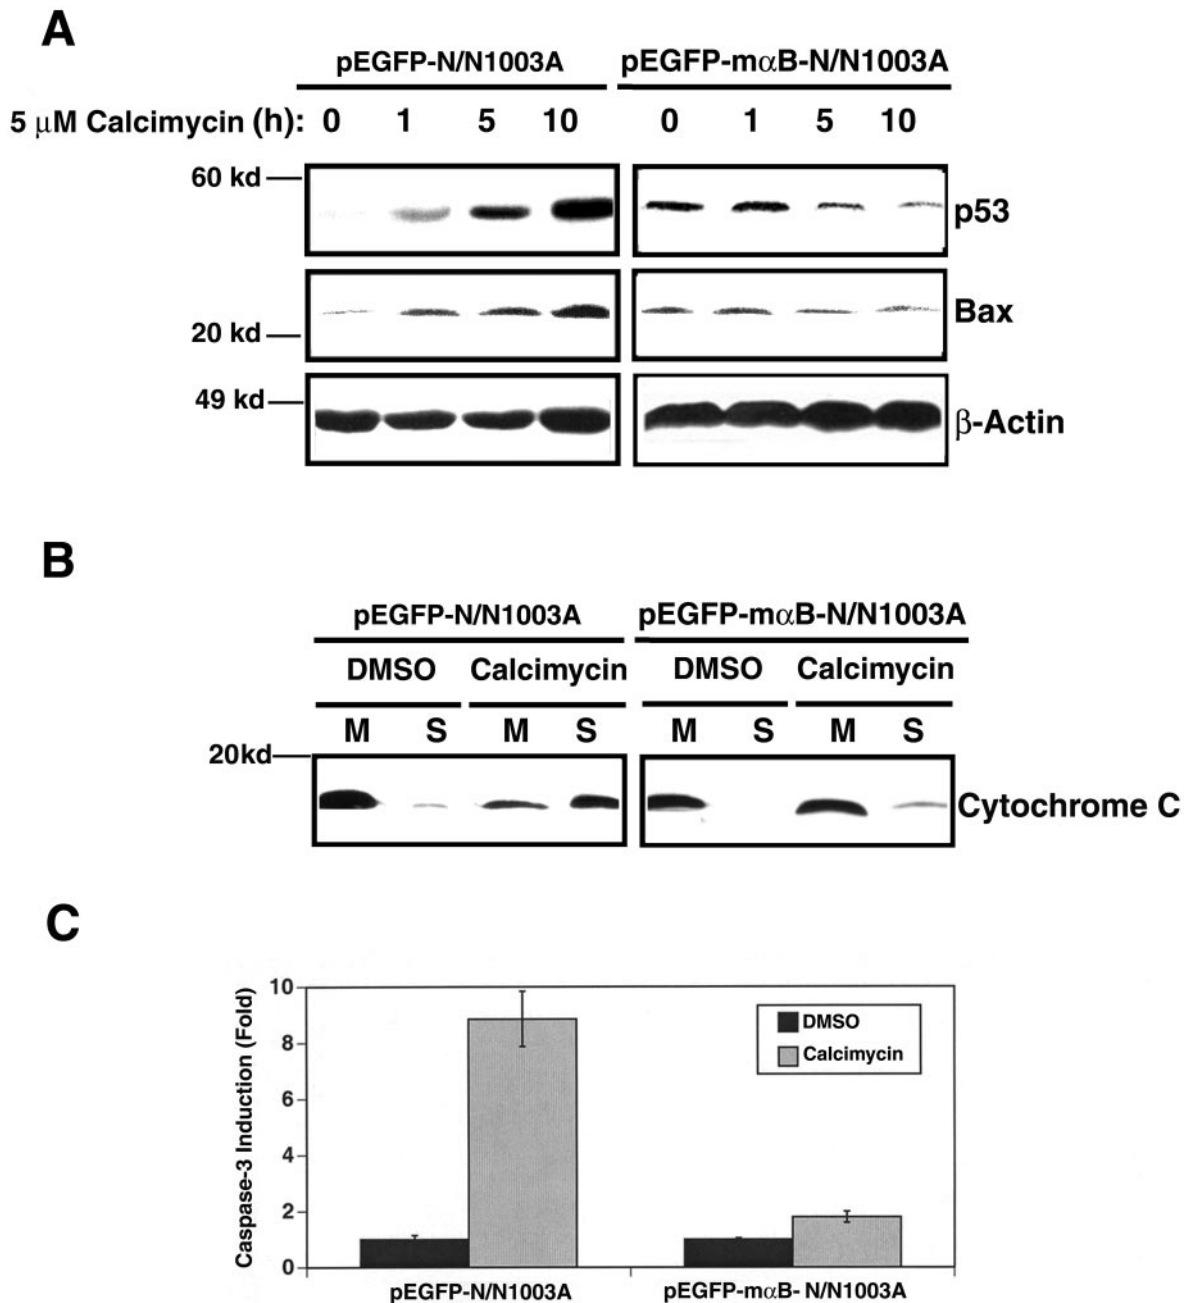 A
pEGFP-N/N1003A pEGFP-mαB-N/N1003A
5 μM Calcimycin (h): 0 1 5 10 0 1 5 10
60 kd
p53
Bax
20 kd
49 kd
β-Actin
B
pEGFP-N/N1003A pEGFP-mαB-N/N1003A
DMSO Calcimycin DMSO Calcimycin
M S M S M S M S
20kd
Cytochrome C
C
Caspase-3 Induction (Fold)
10
8
6
4
2
0
DMSO
Calcimycin
pEGFP-N/N1003A pEGFP-mαB- N/N1003A